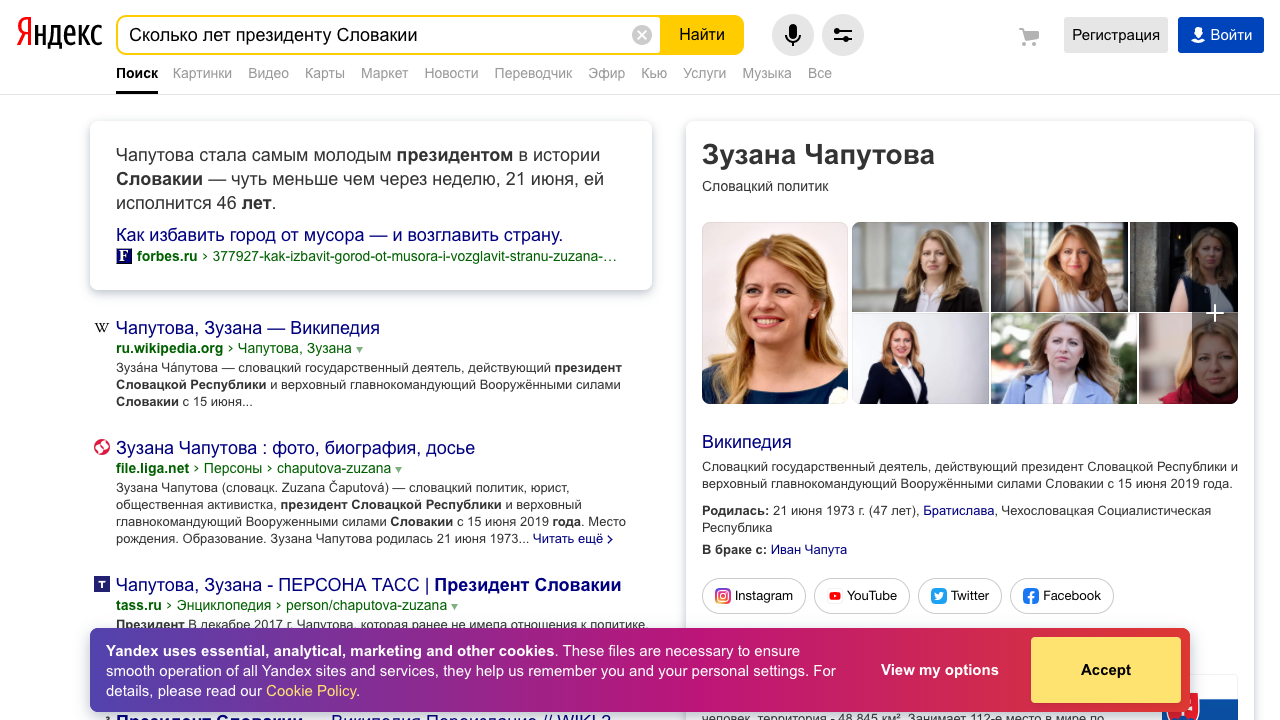 Яндекс
Сколько лет президенту Словакии
Найти
Регистрация
Войти
Поиск Картинки Видео Карты Маркет Новости Переводчик Эфир Кью Услуги Музыка Все
Чапутова стала самым молодым президентом в истории
Словакии — чуть меньше чем через неделю, 21 июня, ей
исполнится 46 лет.
Как избавить город от мусора — и возглавить страну.
forbes.ru › 377927-kak-izbavit-gorod-ot-musora-i-vozglavit-stranu-zuzana-…
Чапутова, Зузана — Википедия
ru.wikipedia.org › Чапутова, Зузана
Зуза́на Ча́путова — словацкий государственный деятель, действующий президент
Словацкой Республики и верховный главнокомандующий Вооружёнными силами
Словакии с 15 июня...
Зузана Чапутова : фото, биография, досье
file.liga.net › Персоны › chaputova-zuzana
Зузана Чапутова (словацк. Zuzana Čaputová) — словацкий политик, юрист,
общественная активистка, президент Словацкой Республики и верховный
главнокомандующий Вооруженными силами Словакии с 15 июня 2019 года. Место
рождения. Образование. Зузана Чапутова родилась 21 июня 1973... Читать ещё ›
Чапутова, Зузана - ПЕРСОНА ТАСС | Президент Словакии
tass.ru › Энциклопедия › person/chaputova-zuzana
Президент В декабре 2017 г. Чапутова, которая ранее не имела отношения к политике,
Зузана Чапутова
Словацкий политик
Википедия
Словацкий государственный деятель, действующий президент Словацкой Республики и
верховный главнокомандующий Вооружёнными силами Словакии с 15 июня 2019 года.
Родилась: 21 июня 1973 г. (47 лет), Братислава, Чехословацкая Социалистическая
Республика
В браке с: Иван Чапута
Instagram YouTube Twitter Facebook
Yandex uses essential, analytical, marketing and other cookies. These files are necessary to ensure
smooth operation of all Yandex sites and services, they help us remember you and your personal settings. For
details, please read our Cookie Policy.
View my options
Accept
Президент Словакии — Википедия Переиздание // WIKI 2
человек, территория - 48 845 км². Занимает 112-е место в мире по